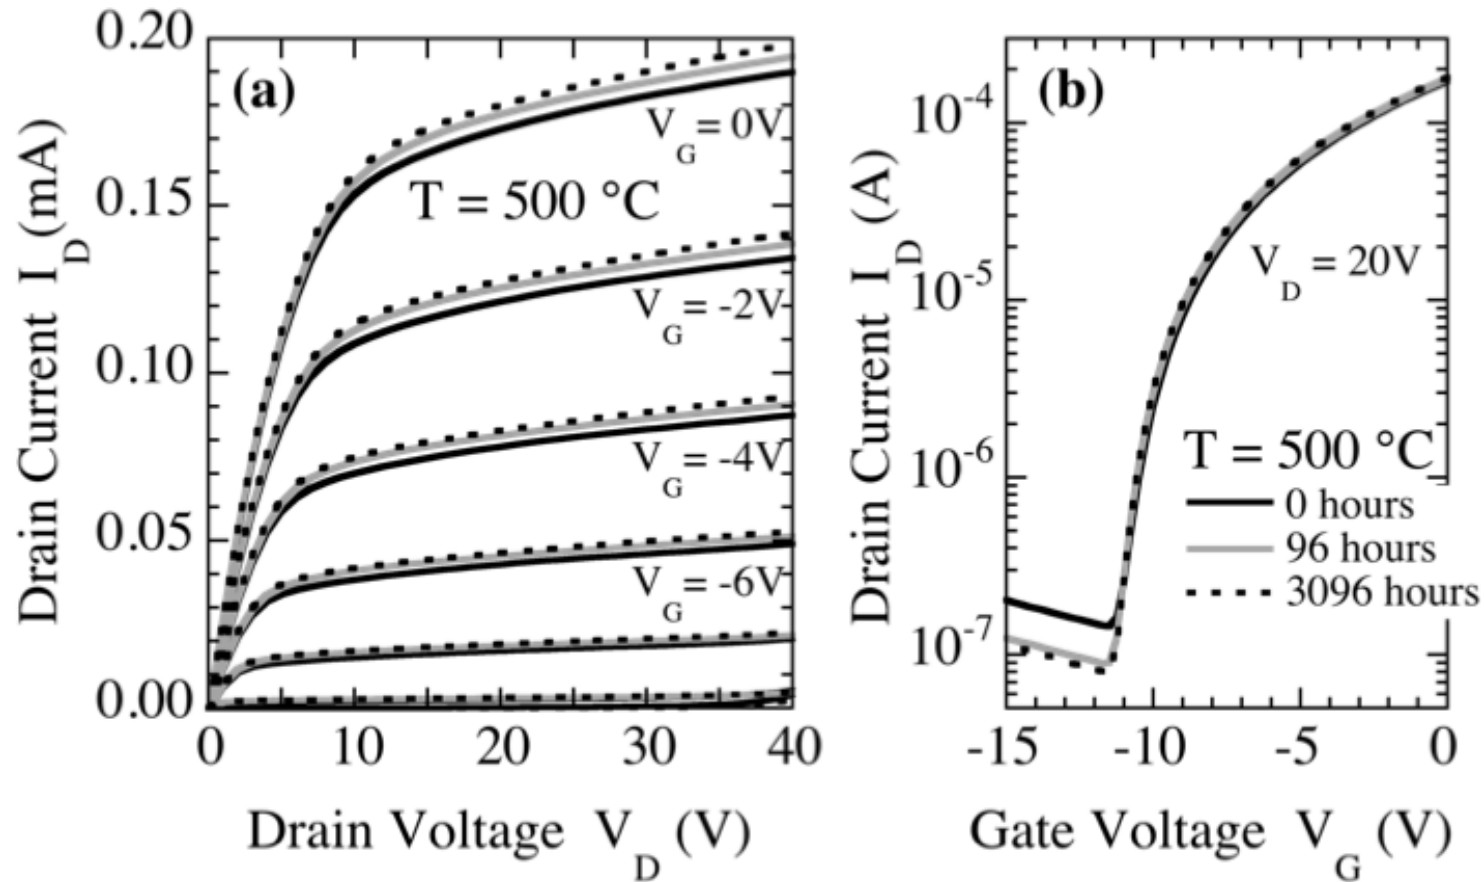 (a)
0.20
0.15
0.10
0.05
0.00
Drain Current I_D (mA)
V_G = 0V
T = 500 °C
V_G = -2V
V_G = -4V
V_G = -6V
0 10 20 30 40
Drain Voltage V_D (V)
(b)
10^-4
10^-5
10^-6
10^-7
Drain Current I_D (A)
V_D = 20V
T = 500 °C
0 hours
96 hours
3096 hours
-15 -10 -5 0
Gate Voltage V_G (V)